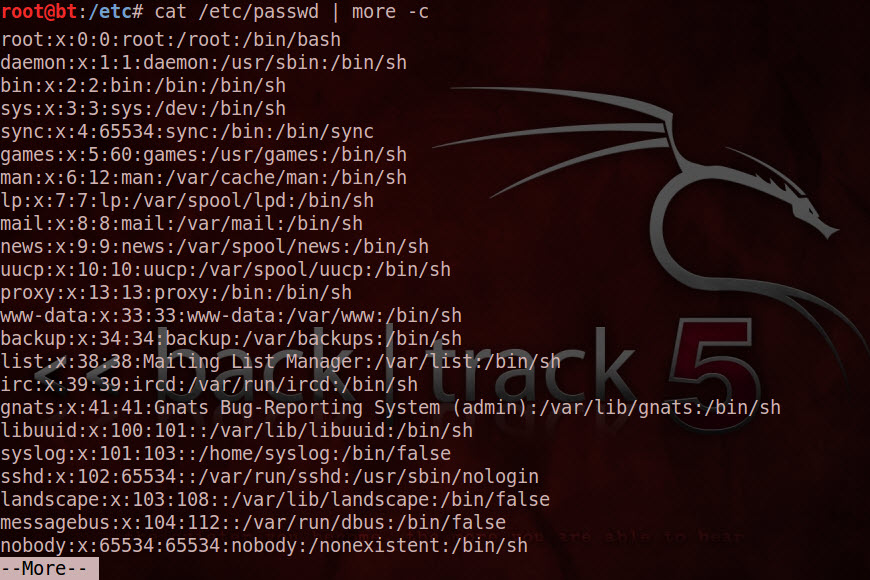 root@bt:/etc# cat /etc/passwd | more -c
root:x:0:0:root:/root:/bin/bash
daemon:x:1:1:daemon:/usr/sbin:/bin/sh
bin:x:2:2:bin:/bin:/bin/sh
sys:x:3:3:sys:/dev:/bin/sh
sync:x:4:65534:sync:/bin:/bin/sync
games:x:5:60:games:/usr/games:/bin/sh
man:x:6:12:man:/var/cache/man:/bin/sh
lp:x:7:7:lp:/var/spool/lpd:/bin/sh
mail:x:8:8:mail:/var/mail:/bin/sh
news:x:9:9:news:/var/spool/news:/bin/sh
uucp:x:10:10:uucp:/var/spool/uucp:/bin/sh
proxy:x:13:13:proxy:/bin:/bin/sh
www-data:x:33:33:www-data:/var/www:/bin/sh
backup:x:34:34:backup:/var/backups:/bin/sh
list:x:38:38:Mailing List Manager:/var/list:/bin/sh
irc:x:39:39:ircd:/var/run/ircd:/bin/sh
gnats:x:41:41:Gnats Bug-Reporting System (admin):/var/lib/gnats:/bin/sh
libuuid:x:100:101::/var/lib/libuuid:/bin/sh
syslog:x:101:103::/home/syslog:/bin/false
sshd:x:102:65534::/var/run/sshd:/usr/sbin/nologin
landscape:x:103:108::/var/lib/landscape:/bin/false
messagebus:x:104:112::/var/run/dbus:/bin/false
nobody:x:65534:65534:nobody:/nonexistent:/bin/sh
--More--
<< back | track 5
you are able to hear